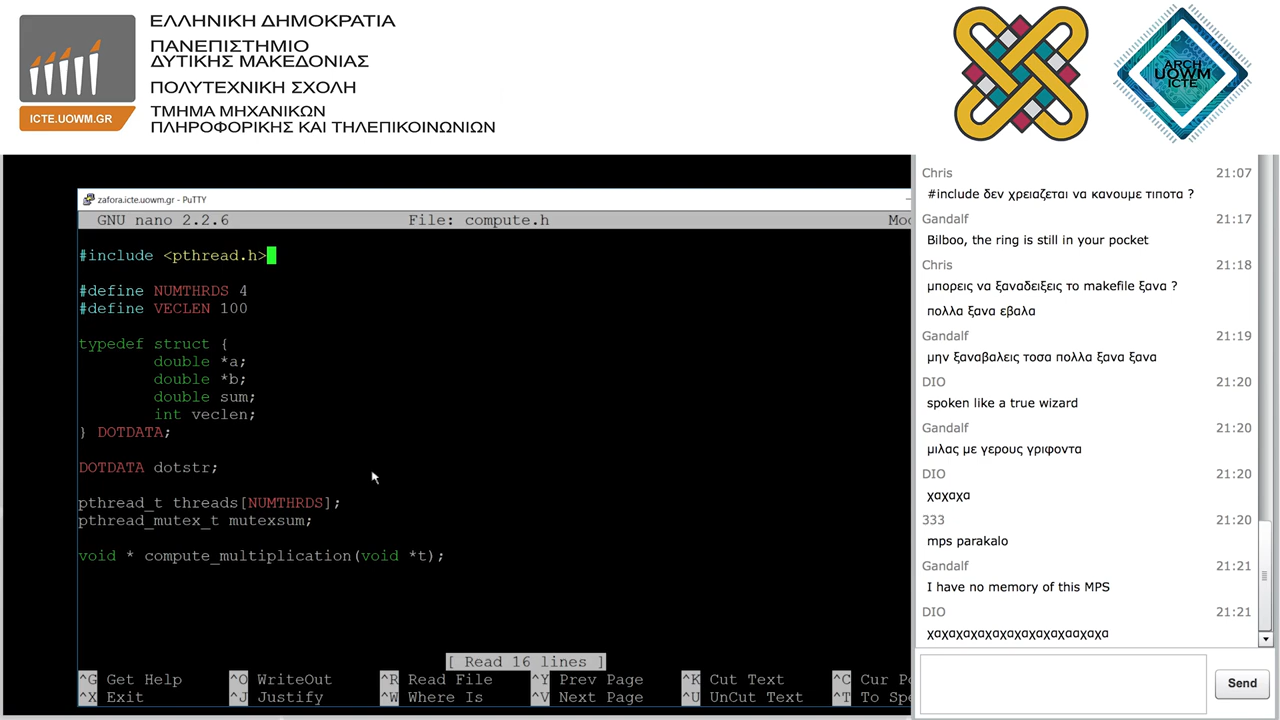 ΕΛΛΗΝΙΚΗ ΔΗΜΟΚΡΑΤΙΑ
ΠΑΝΕΠΙΣΤΗΜΙΟ
ΔΥΤΙΚΗΣ ΜΑΚΕΔΟΝΙΑΣ
ΠΟΛΥΤΕΧΝΙΚΗ ΣΧΟΛΗ
ΤΜΗΜΑ ΜΗΧΑΝΙΚΩΝ
ΠΛΗΡΟΦΟΡΙΚΗΣ ΚΑΙ ΤΗΛΕΠΙΚΟΙΝΩΝΙΩΝ
ICTE.UOWM.GR
ARCH
UOWM
ICTE
zafora.icte.uowm.gr - PuTTY
GNU nano 2.2.6 File: compute.h
#include <pthread.h>
#define NUMTHRDS 4
#define VECLEN 100
typedef struct {
double *a;
double *b;
double sum;
int veclen;
} DOTDATA;
DOTDATA dotstr;
pthread_t threads[NUMTHRDS];
pthread_mutex_t mutexsum;
void * compute_multiplication(void *t);
[ Read 16 lines ]
^G Get Help ^O WriteOut ^R Read File ^Y Prev Page ^K Cut Text ^C Cur
^X Exit ^J Justify ^W Where Is ^V Next Page ^U UnCut Text ^T To
Chris 21:07
#include δεν χρειαζεται να κανουμε τιποτα ?
Gandalf 21:17
Bilboo, the ring is still in your pocket
Chris 21:18
μπορεις να ξαναδειξεις το makefile ξανα ?
πολλα ξανα εβαλα
Gandalf 21:19
μην ξαναβαλεις τοσα πολλα ξανα ξανα
DIO 21:20
spoken like a true wizard
Gandalf 21:20
μιλας με γερους γριφοντα
DIO 21:20
χαχαχα
333 21:20
mps parakalo
Gandalf 21:21
I have no memory of this MPS
DIO 21:21
χαχαχαχαχαχαχαχαχααχαχα
Send